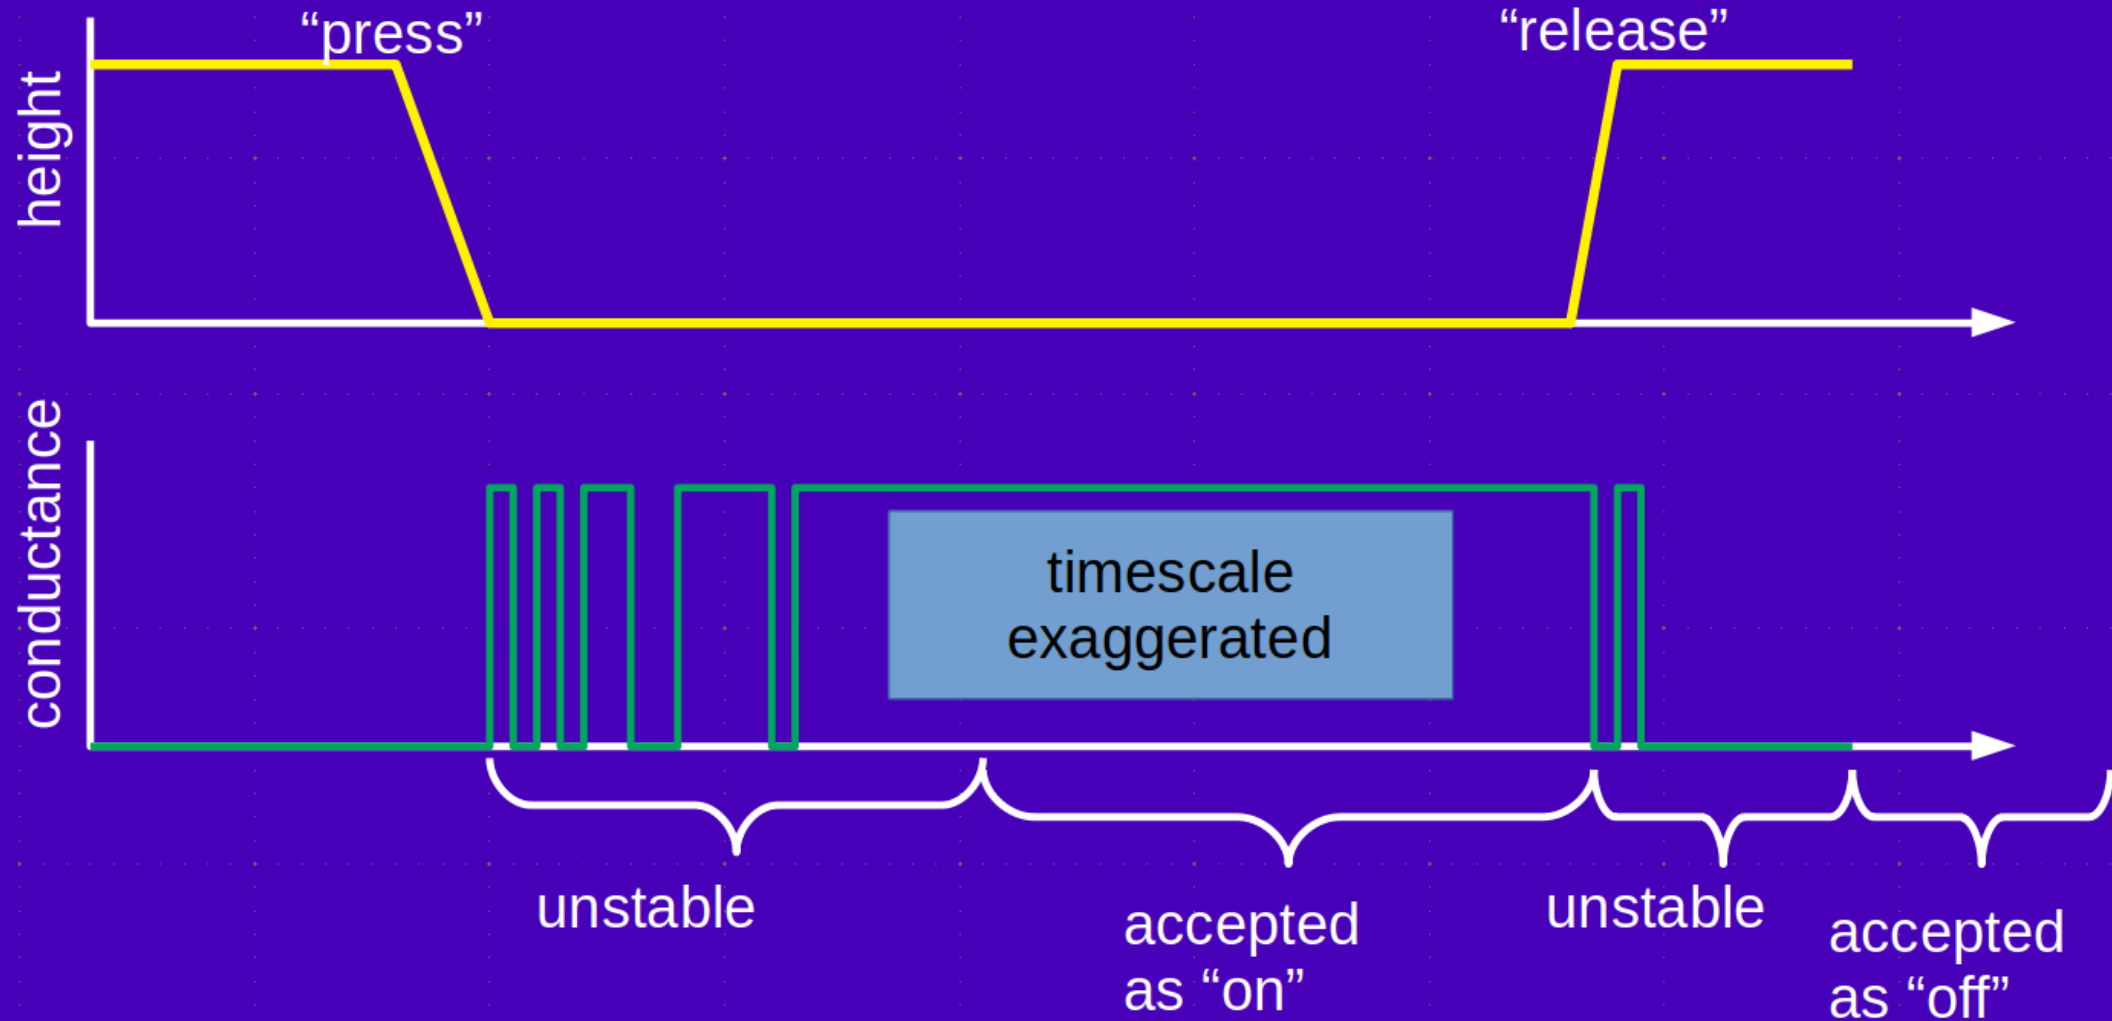 “press”
“release”
height
conductance
timescale
exaggerated
unstable
accepted
as “on”
unstable
accepted
as “off”